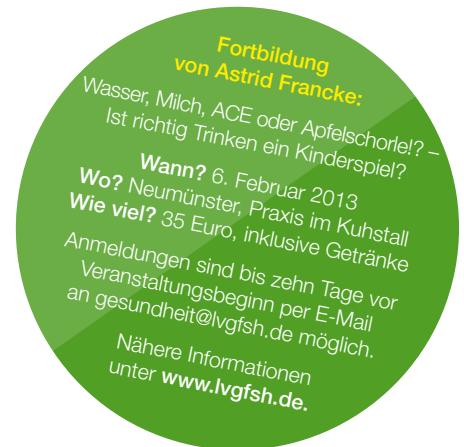 Fortbildung
von Astrid Francke:
Wasser, Milch, ACE oder Apfelschorle!? –
Ist richtig Trinken ein Kinderspiel?
Wann? 6. Februar 2013
Wo? Neumünster, Praxis im Kuhstall
Wie viel? 35 Euro, inklusive Getränke
Anmeldungen sind bis zehn Tage vor
Veranstaltungsbeginn per E-Mail
an gesundheit@lvgfsh.de möglich.
Nähere Informationen
unter www.lvgfsh.de.